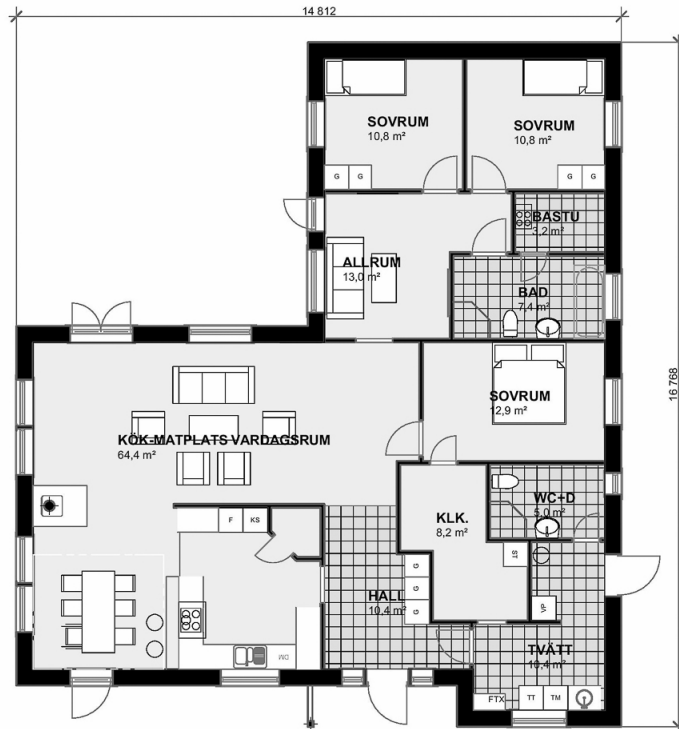 14 812
SOVRUM
10,8 m²
SOVRUM
10,8 m²
G G
G G
BASTU
3,2 m²
ALLRUM
13,0 m²
BAD
7,4 m²
16 768
SOVRUM
12,9 m²
KÖK-MATPLATS VARDAGSRUM
64,4 m²
WC+D
5,0 m²
F KS
KLK.
8,2 m²
ST
G
G
G
HALL
10,4 m²
VP
TVÄTT
10,4 m²
DM
FTX TT TM